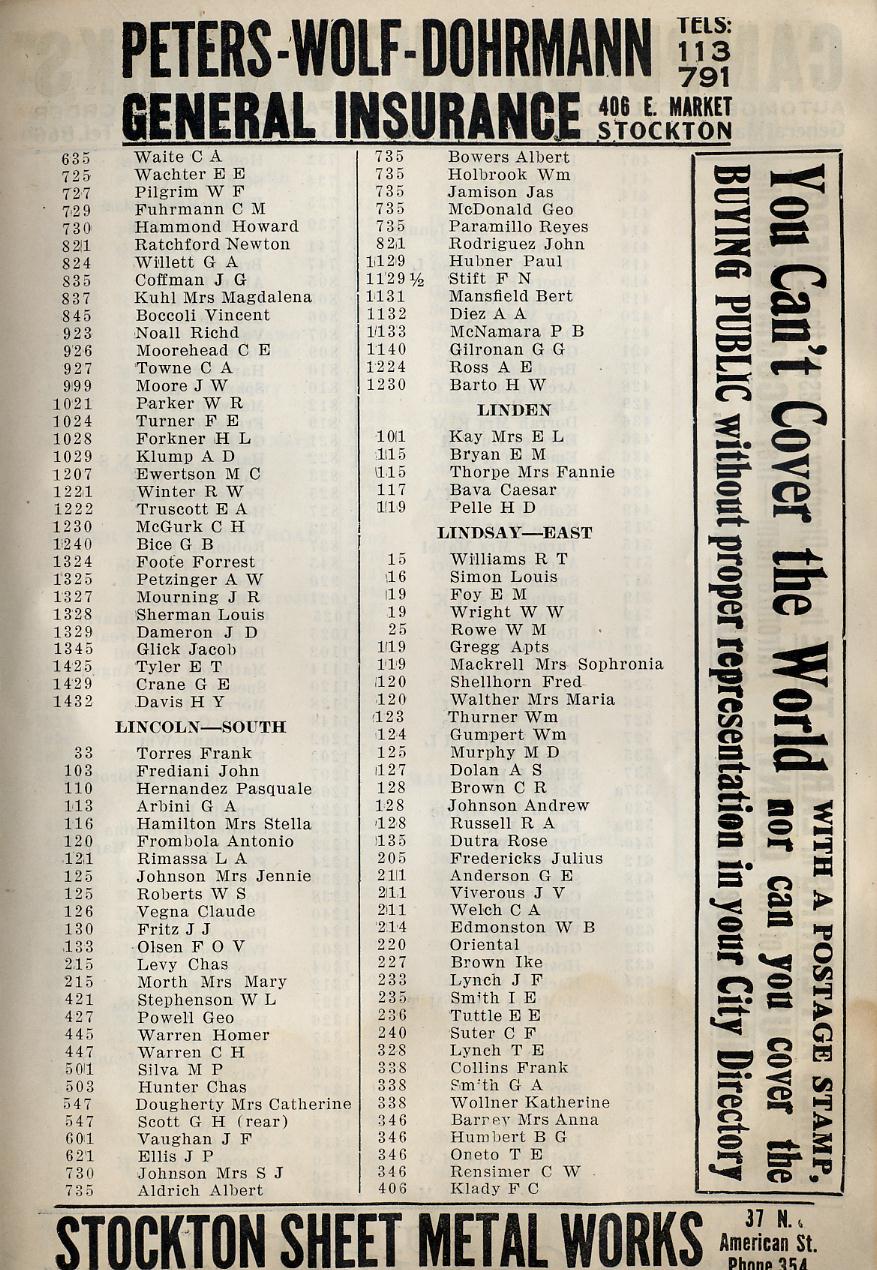 PETERS-WOLF-DOHRMANN
GENERAL INSURANCE
TELS:
113
791
406 E. MARKET
STOCKTON
635 Waite C A
725 Wachter E E
727 Pilgrim W F
729 Fuhrmann C M
730 Hammond Howard
821 Ratchford Newton
824 Willett G A
835 Coffman J G
837 Kuhl Mrs Magdalena
845 Boccoli Vincent
923 Noall Richd
926 Moorehead C E
927 Towne C A
999 Moore J W
1021 Parker W R
1024 Turner F E
1028 Forkner H L
1029 Klump A D
1207 Ewertson M C
1221 Winter R W
1222 Truscott E A
1230 McGurk C H
1240 Bice G B
1324 Foote Forrest
1325 Petzinger A W
1327 Mourning J R
1328 Sherman Louis
1329 Dameron J D
1345 Glick Jacob
1425 Tyler E T
1429 Crane G E
1432 Davis H Y
LINCOLN—SOUTH
33 Torres Frank
103 Frediani John
110 Hernandez Pasquale
113 Arbini G A
116 Hamilton Mrs Stella
120 Frombola Antonio
121 Rimassa L A
125 Johnson Mrs Jennie
125 Roberts W S
126 Vegna Claude
130 Fritz J J
133 Olsen F O V
215 Levy Chas
215 Morth Mrs Mary
421 Stephenson W L
427 Powell Geo
445 Warren Homer
447 Warren C H
501 Silva M P
503 Hunter Chas
547 Dougherty Mrs Catherine
547 Scott G H (rear)
601 Vaughan J F
621 Ellis J P
730 Johnson Mrs S J
735 Aldrich Albert
735 Bowers Albert
735 Holbrook Wm
735 Jamison Jas
735 McDonald Geo
735 Paramillo Reyes
821 Rodriguez John
1129 Hubner Paul
1129½ Stift F N
1131 Mansfield Bert
1132 Diez A A
1133 McNamara P B
1140 Gilronan G G
1224 Ross A E
1230 Barto H W
LINDEN
101 Kay Mrs E L
115 Bryan E M
115 Thorpe Mrs Fannie
117 Bava Caesar
119 Pelle H D
LINDSAY—EAST
15 Williams R T
16 Simon Louis
19 Foy E M
19 Wright W W
25 Rowe W M
119 Gregg Apts
119 Mackrell Mrs Sophronia
120 Shellhorn Fred
120 Walther Mrs Maria
123 Thurner Wm
124 Gumpert Wm
125 Murphy M D
127 Dolan A S
128 Brown C R
128 Johnson Andrew
128 Russell R A
135 Dutra Rose
205 Fredericks Julius
211 Anderson G E
211 Viverous J V
211 Welch C A
214 Edmonston W B
220 Oriental
227 Brown Ike
233 Lynch J F
235 Smith I E
236 Tuttle E E
240 Suter C F
328 Lynch T E
338 Collins Frank
338 Smith G A
338 Wollner Katherine
346 Barrey Mrs Anna
346 Humbert B G
346 Oneto T E
346 Rensimer C W
406 Klady F C
You Can't Cover the World WITH A POSTAGE STAMP,
nor can you cover the
BUYING PUBLIC without proper representation in your City Directory
STOCKTON SHEET METAL WORKS
37 N.
American St.
Phone 354